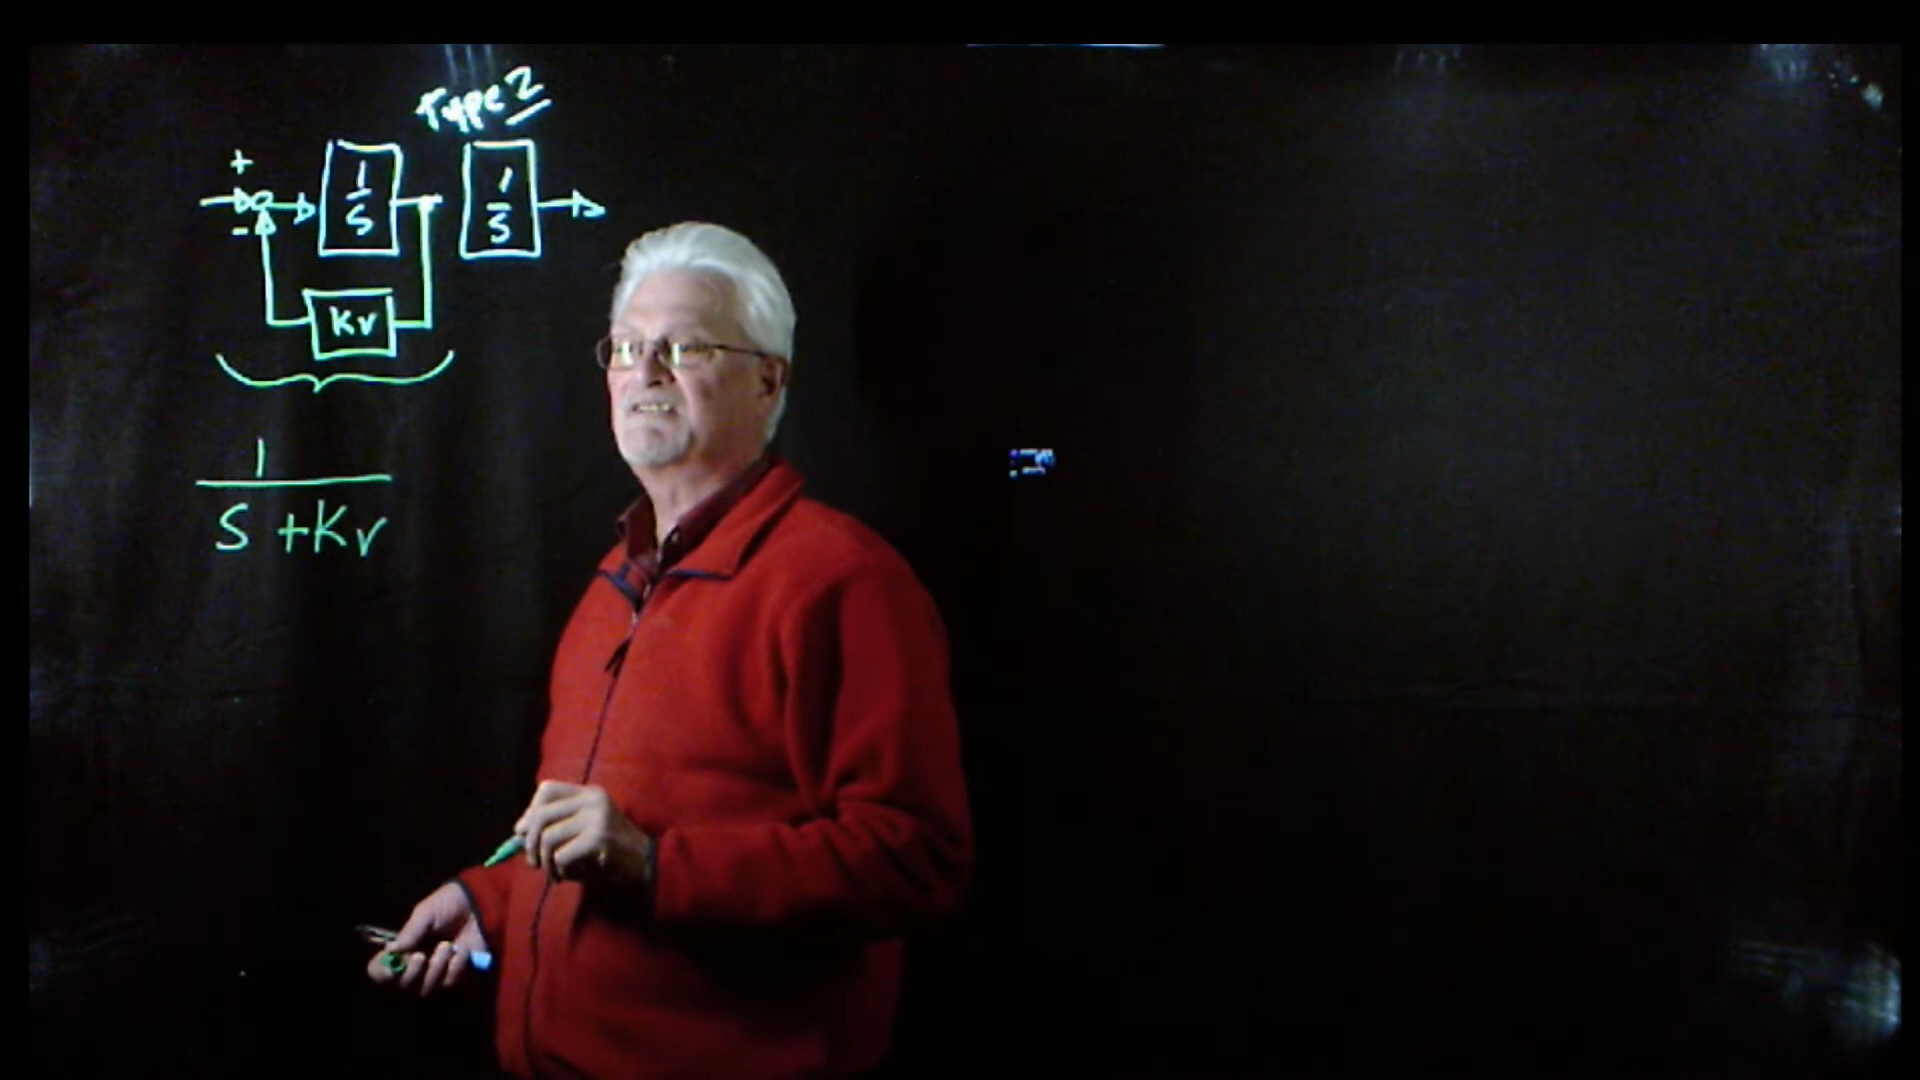 Type 2
+
1/S 1/S
-
Kv
1
S + Kv